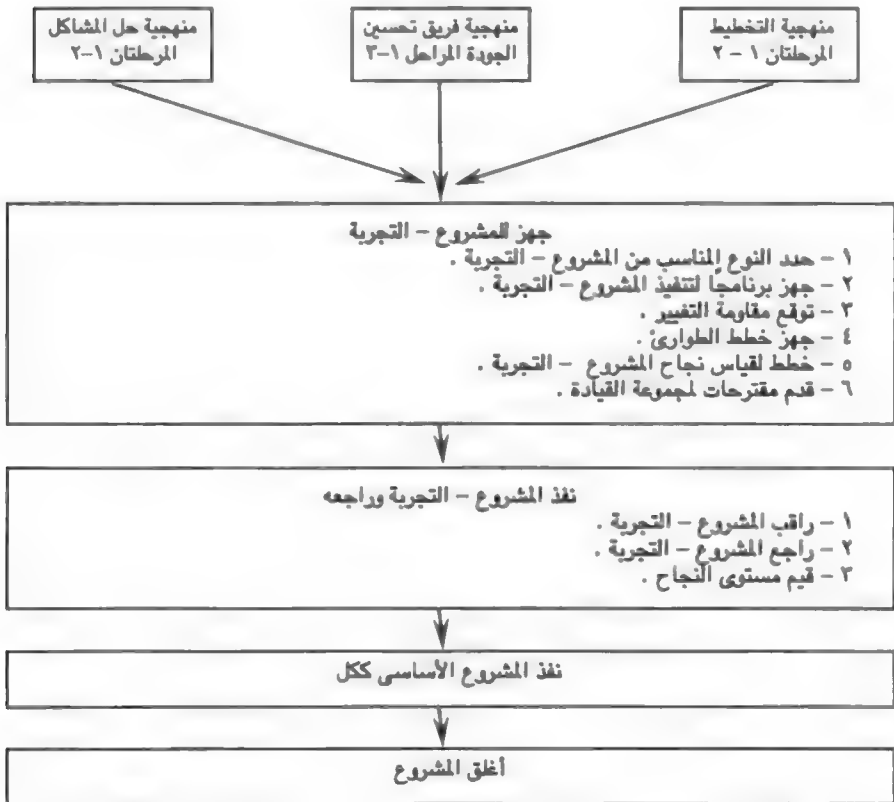 منهجية التخطيط
المرحلتان ١ – ٢
منهجية فريق تحسين
الجودة المراحل ١-٣
منهجية حل المشاكل
المرحلتان ١-٢
جهز للمشروع – التجربة
١ – حدد النوع المناسب من المشروع – التجربة .
٢ – جهز برنامجًا لتنفيذ المشروع – التجربة .
٣ – توقع مقاومة التغيير .
٤ – جهز خطط الطوارئ .
٥ – خطط لقياس نجاح المشروع – التجربة .
٦ – قدم مقترحات لمجموعة القيادة .
نفذ المشروع – التجربة وراجعه
١ – راقب المشروع – التجربة .
٢ – راجع المشروع – التجربة .
٣ – قيم مستوى النجاح .
نفذ المشروع الأساسى ككل
أغلق المشروع